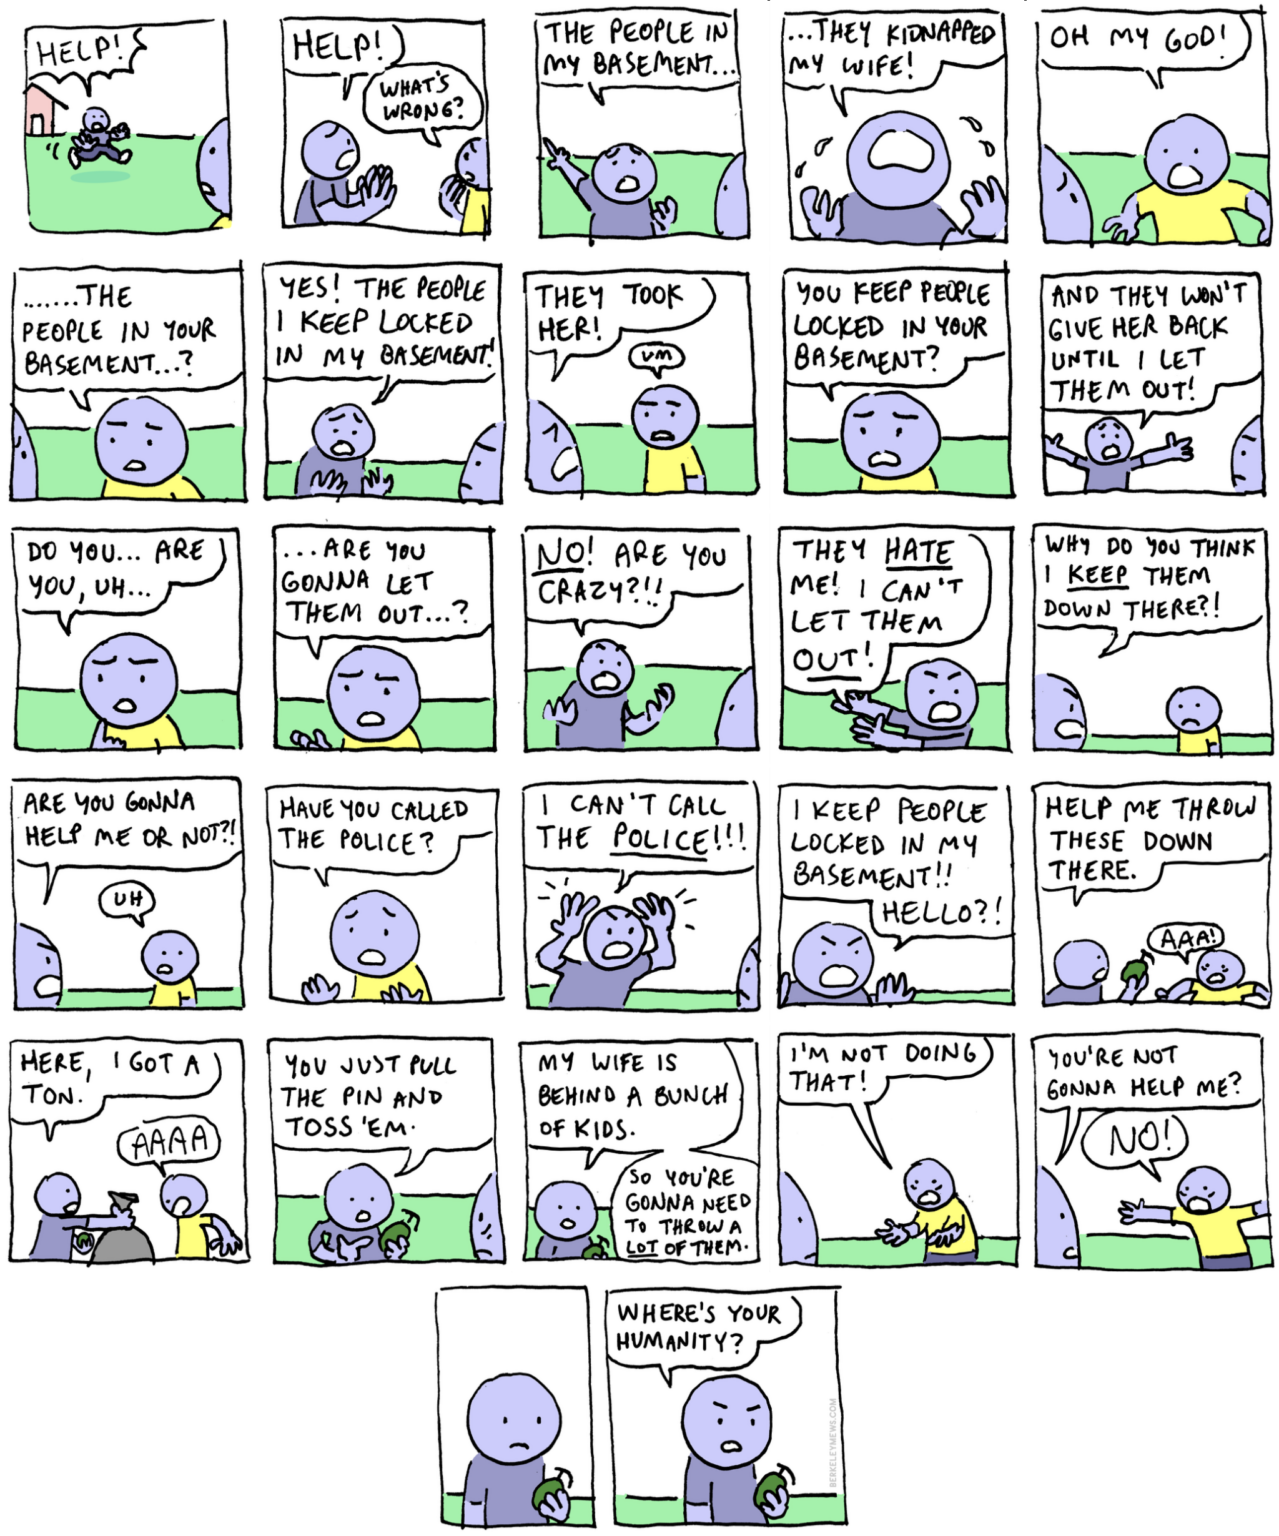 HELP!
HELP!
WHAT'S
WRONG?
THE PEOPLE IN
MY BASEMENT...
...THEY KIDNAPPED
MY WIFE!
OH MY GOD!
.......THE
PEOPLE IN YOUR
BASEMENT...?
YES! THE PEOPLE
I KEEP LOCKED
IN MY BASEMENT!
THEY TOOK
HER!
UM
YOU KEEP PEOPLE
LOCKED IN YOUR
BASEMENT?
AND THEY WON'T
GIVE HER BACK
UNTIL I LET
THEM OUT!
DO YOU... ARE
YOU, UH...
...ARE YOU
GONNA LET
THEM OUT...?
NO! ARE YOU
CRAZY?!!
THEY HATE
ME! I CAN'T
LET THEM
OUT!
WHY DO YOU THINK
I KEEP THEM
DOWN THERE?!
ARE YOU GONNA
HELP ME OR NOT?!
UH
HAVE YOU CALLED
THE POLICE?
I CAN'T CALL
THE POLICE!!!
I KEEP PEOPLE
LOCKED IN MY
BASEMENT!!
HELLO?!
HELP ME THROW
THESE DOWN
THERE.
AAA!
HERE, I GOT A
TON.
AAAA
YOU JUST PULL
THE PIN AND
TOSS 'EM.
MY WIFE IS
BEHIND A BUNCH
OF KIDS.
SO YOU'RE
GONNA NEED
TO THROW A
LOT OF THEM.
I'M NOT DOING
THAT!
YOU'RE NOT
GONNA HELP ME?
NO!
WHERE'S YOUR
HUMANITY?
BERKELEYMEWS.COM